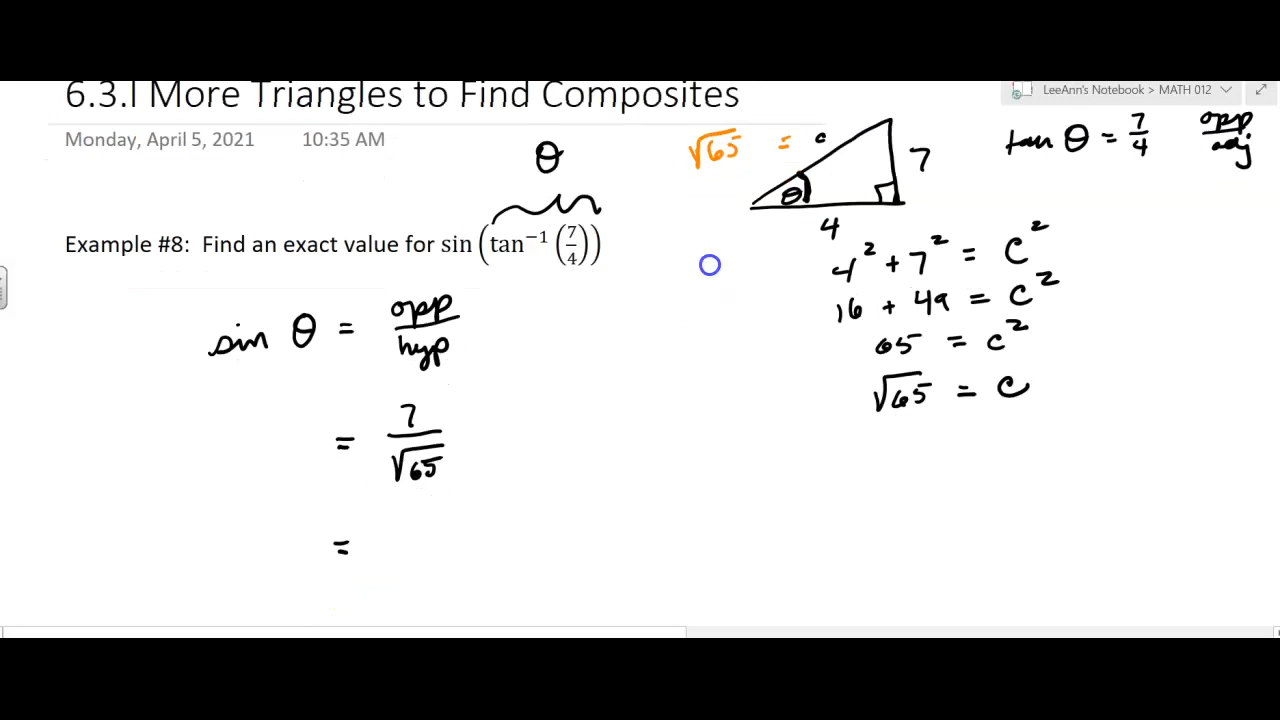 6.3.I More Triangles to Find Composites
LeeAnn's Notebook > MATH 012
Monday, April 5, 2021 10:35 AM
θ
√65 = c
7
θ
4
tan θ = 7/4 opp/adj
Example #8: Find an exact value for sin (tan⁻¹ (7/4))
4² + 7² = c²
16 + 49 = c²
65 = c²
√65 = c
sin θ = opp/hyp
= 7/√65
=